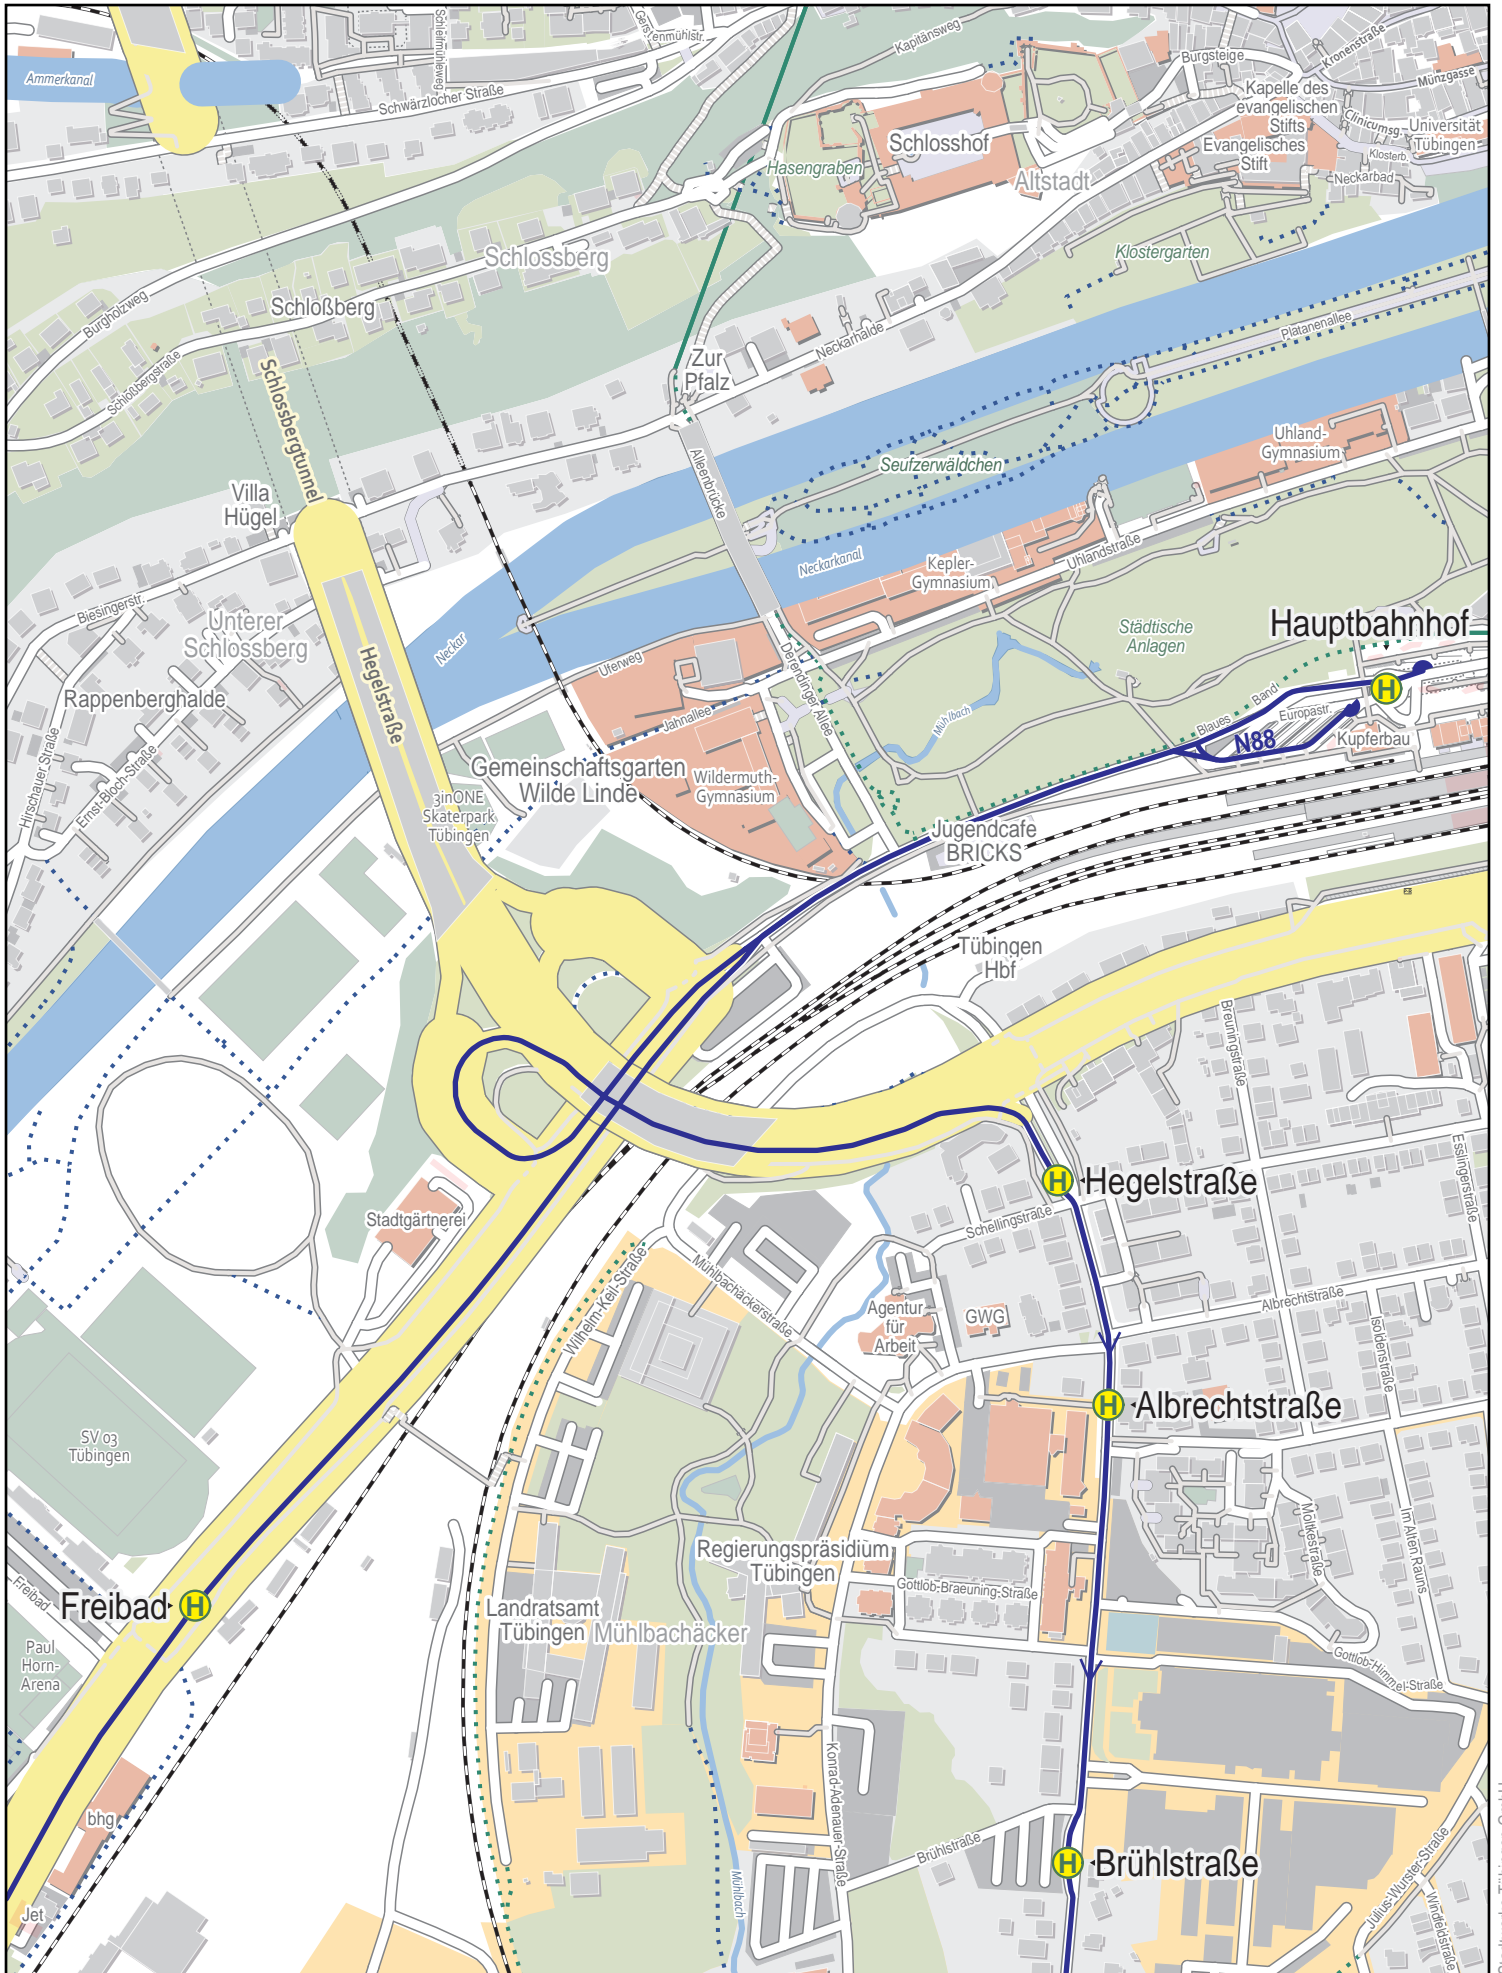 Ammerkanal
Schleifmühleweg
Schwärzlocher Straße
Kapitänsweg
Burgsteige
Kronenstraße
Münzgasse
Kapelle des
evangelischen
Stifts
Evangelisches
Stift
Clinicumsg.
Universität
Tübingen
Klosterb.
Neckarbad
Schlosshof
Hasengraben
Altstadt
Klostergarten
Schlossberg
Schloßberg
Burgholzweg
Schloßbergstraße
Schlossbergtunnel
Zur
Pfalz
Neckarhalde
Platanenallee
Alleenbrücke
Seufzerwäldchen
Uhland-
Gymnasium
Villa
Hügel
Neckarkanal
Kepler-
Gymnasium
Uhlandstraße
Biesingerstr.
Unterer
Schlossberg
Hegelstraße
Neckar
Uferweg
Städtische
Anlagen
Hauptbahnhof
H
Rappenberghalde
Derendinger Allee
Jahnallee
Mühlbach
Blaues Band
Europastr.
N88
Kupferbau
Hirschauer Straße
Ernst-Bloch-Straße
Gemeinschaftsgarten
Wilde Linde
Wildermuth-
Gymnasium
3inONE
Skaterpark
Tübingen
Jugendcafe
BRICKS
Tübingen
Hbf
Breuningstraße
Esslingerstraße
H
Hegelstraße
Stadtgärtnerei
Schellingstraße
Wilhelm-Keil-Straße
Mühlbachäckerstraße
Agentur
für
Arbeit
GWG
Albrechtstraße
Isoldenstraße
H
Albrechtstraße
SV 03
Tübingen
Moltkestraße
Im Alten Rauns
Regierungspräsidium
Tübingen
Gottlob-Braeuning-Straße
Freibad
Freibad
H
Landratsamt
Tübingen
Mühlbachäcker
Paul
Horn-
Arena
Gottlob-Himmel-Straße
Konrad-Adenauer-Straße
bhg
Brühlstraße
H
Brühlstraße
Julius-Wurster-Straße
Windfeldstraße
Mühlbach
Jet